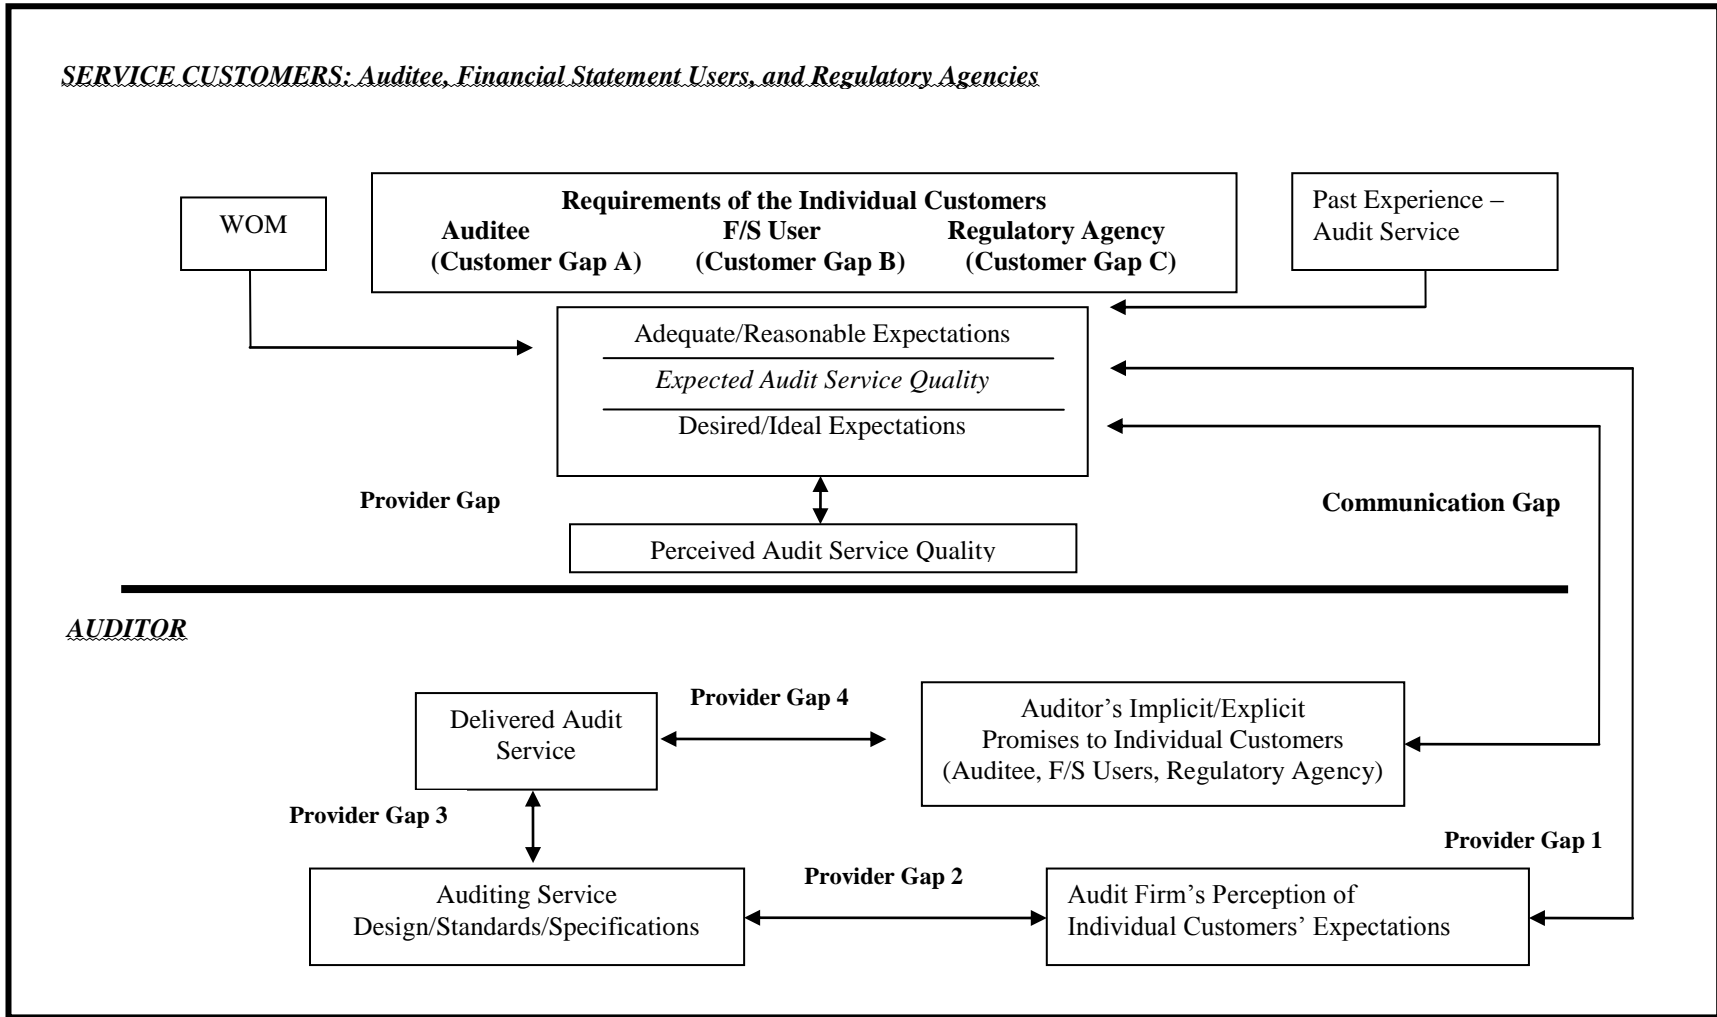 SERVICE CUSTOMERS: Auditee, Financial Statement Users, and Regulatory Agencies
WOM
Requirements of the Individual Customers
Auditee F/S User Regulatory Agency
(Customer Gap A) (Customer Gap B) (Customer Gap C)
Past Experience –
Audit Service
Adequate/Reasonable Expectations
Expected Audit Service Quality
Desired/Ideal Expectations
Provider Gap
Communication Gap
Perceived Audit Service Quality
AUDITOR
Delivered Audit
Service
Provider Gap 4
Auditor’s Implicit/Explicit
Promises to Individual Customers
(Auditee, F/S Users, Regulatory Agency)
Provider Gap 3
Provider Gap 1
Auditing Service
Design/Standards/Specifications
Provider Gap 2
Audit Firm’s Perception of
Individual Customers’ Expectations